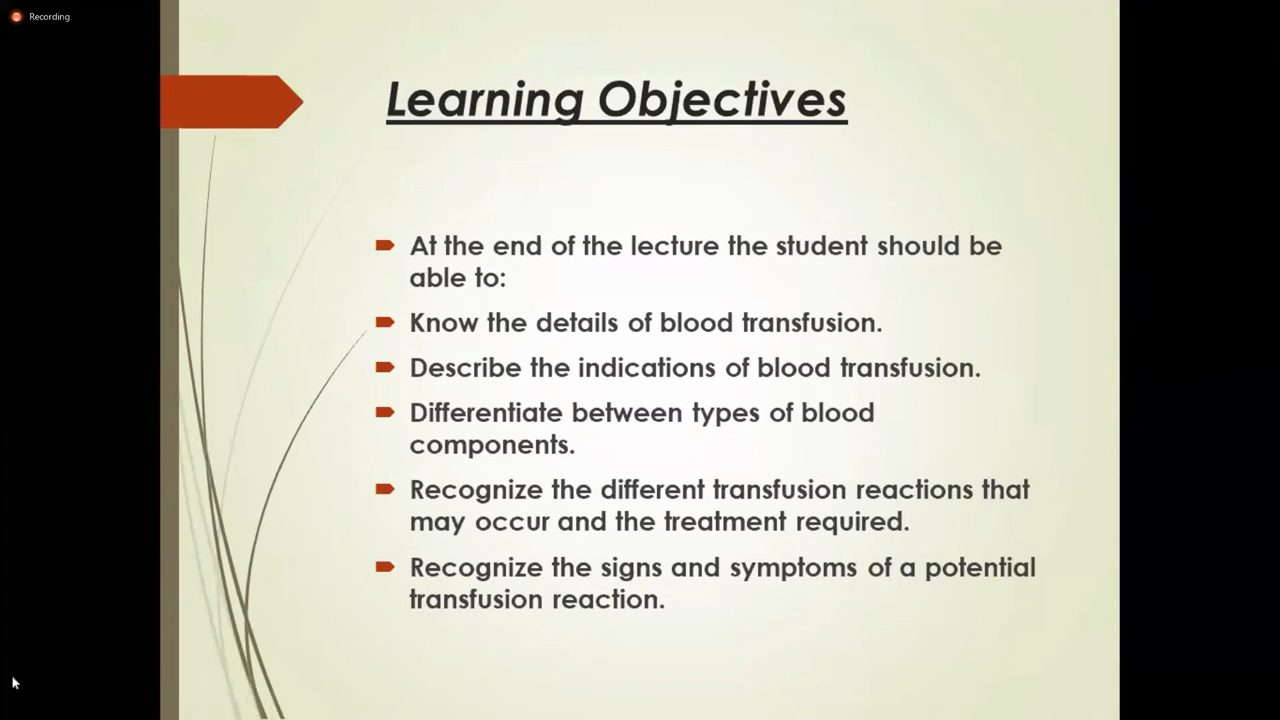 Recording
Learning Objectives
At the end of the lecture the student should be
able to:
Know the details of blood transfusion.
Describe the indications of blood transfusion.
Differentiate between types of blood
components.
Recognize the different transfusion reactions that
may occur and the treatment required.
Recognize the signs and symptoms of a potential
transfusion reaction.